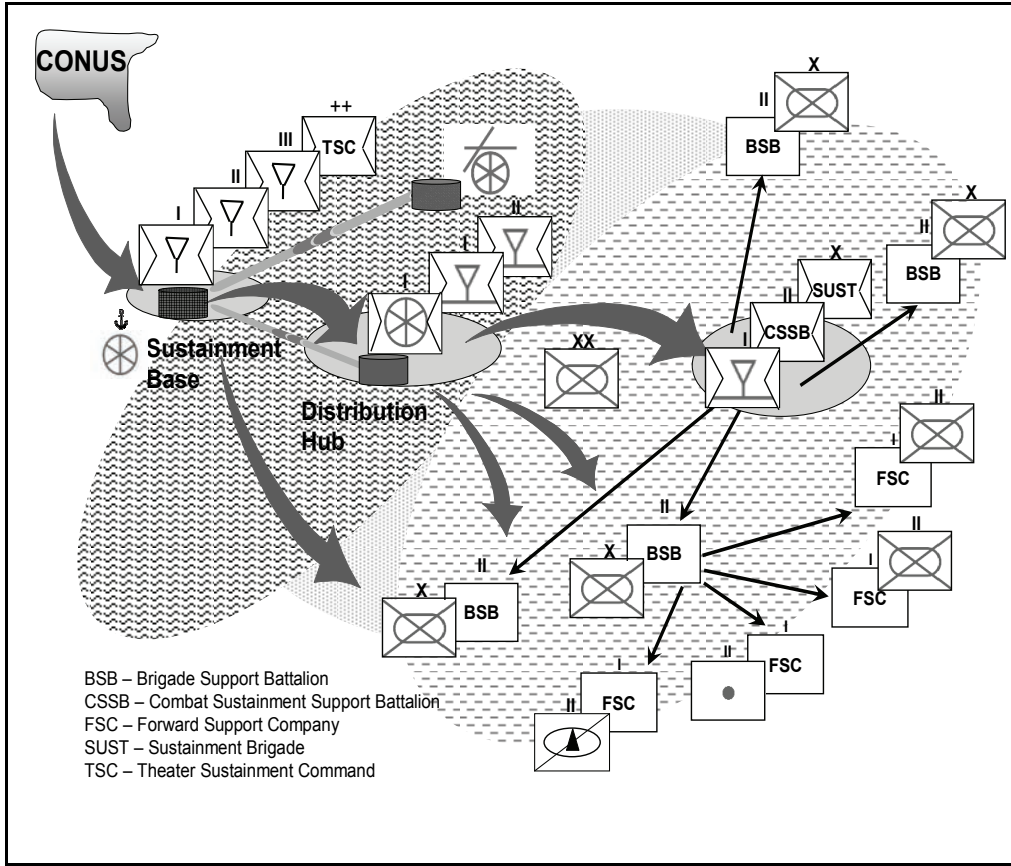 CONUS
++
TSC
III
II
I
Sustainment
Base
I
I
II
Distribution
Hub
XX
X
II
BSB
X
II
BSB
X
SUST
II
CSSB
I
II
I
FSC
II
I
FSC
II
BSB
X
II
BSB
X
I
FSC
II
I
FSC
II
BSB – Brigade Support Battalion
CSSB – Combat Sustainment Support Battalion
FSC – Forward Support Company
SUST – Sustainment Brigade
TSC – Theater Sustainment Command